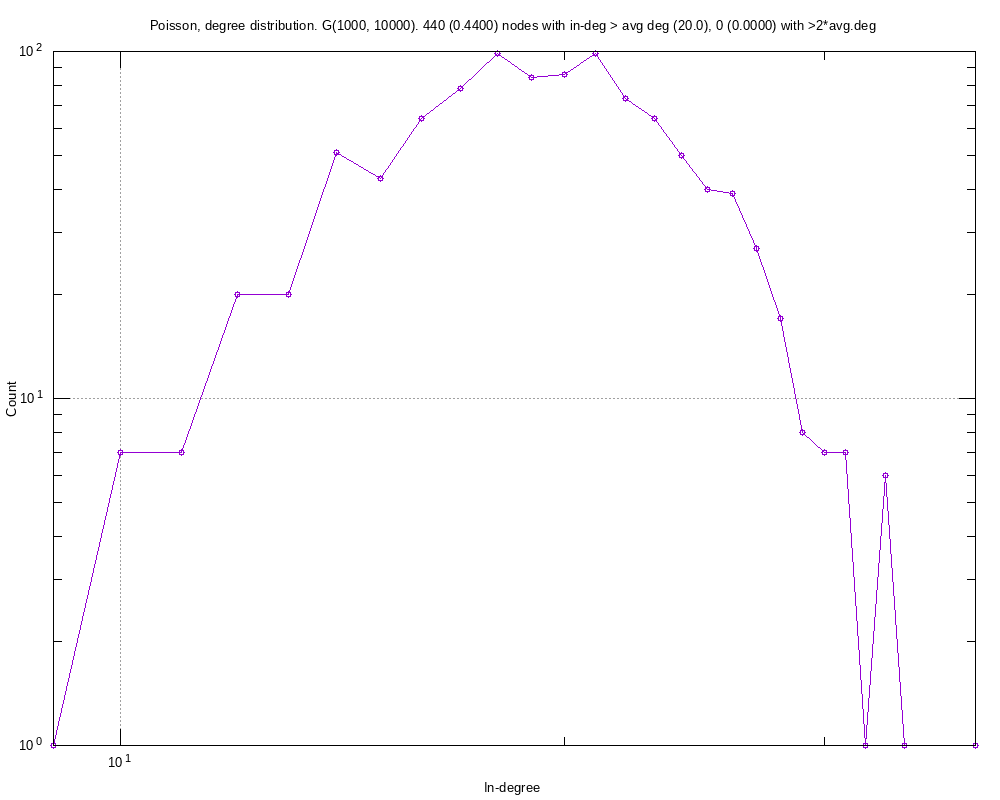 Poisson, degree distribution. G(1000, 10000). 440 (0.4400) nodes with in-deg > avg deg (20.0), 0 (0.0000) with >2*avg.deg
10^2
10^1
10^0
Count
10^1
In-degree